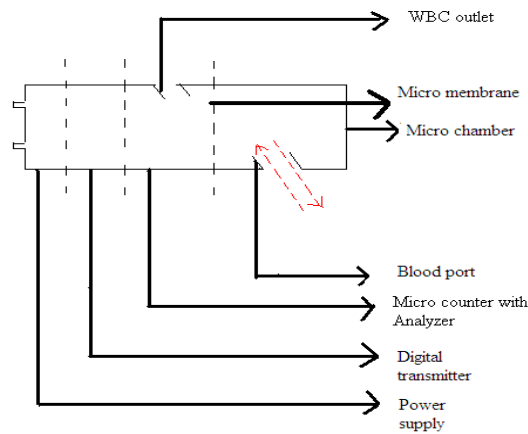 WBC outlet
Micro membrane
Micro chamber
Blood port
Micro counter with
Analyzer
Digital
transmitter
Power
supply